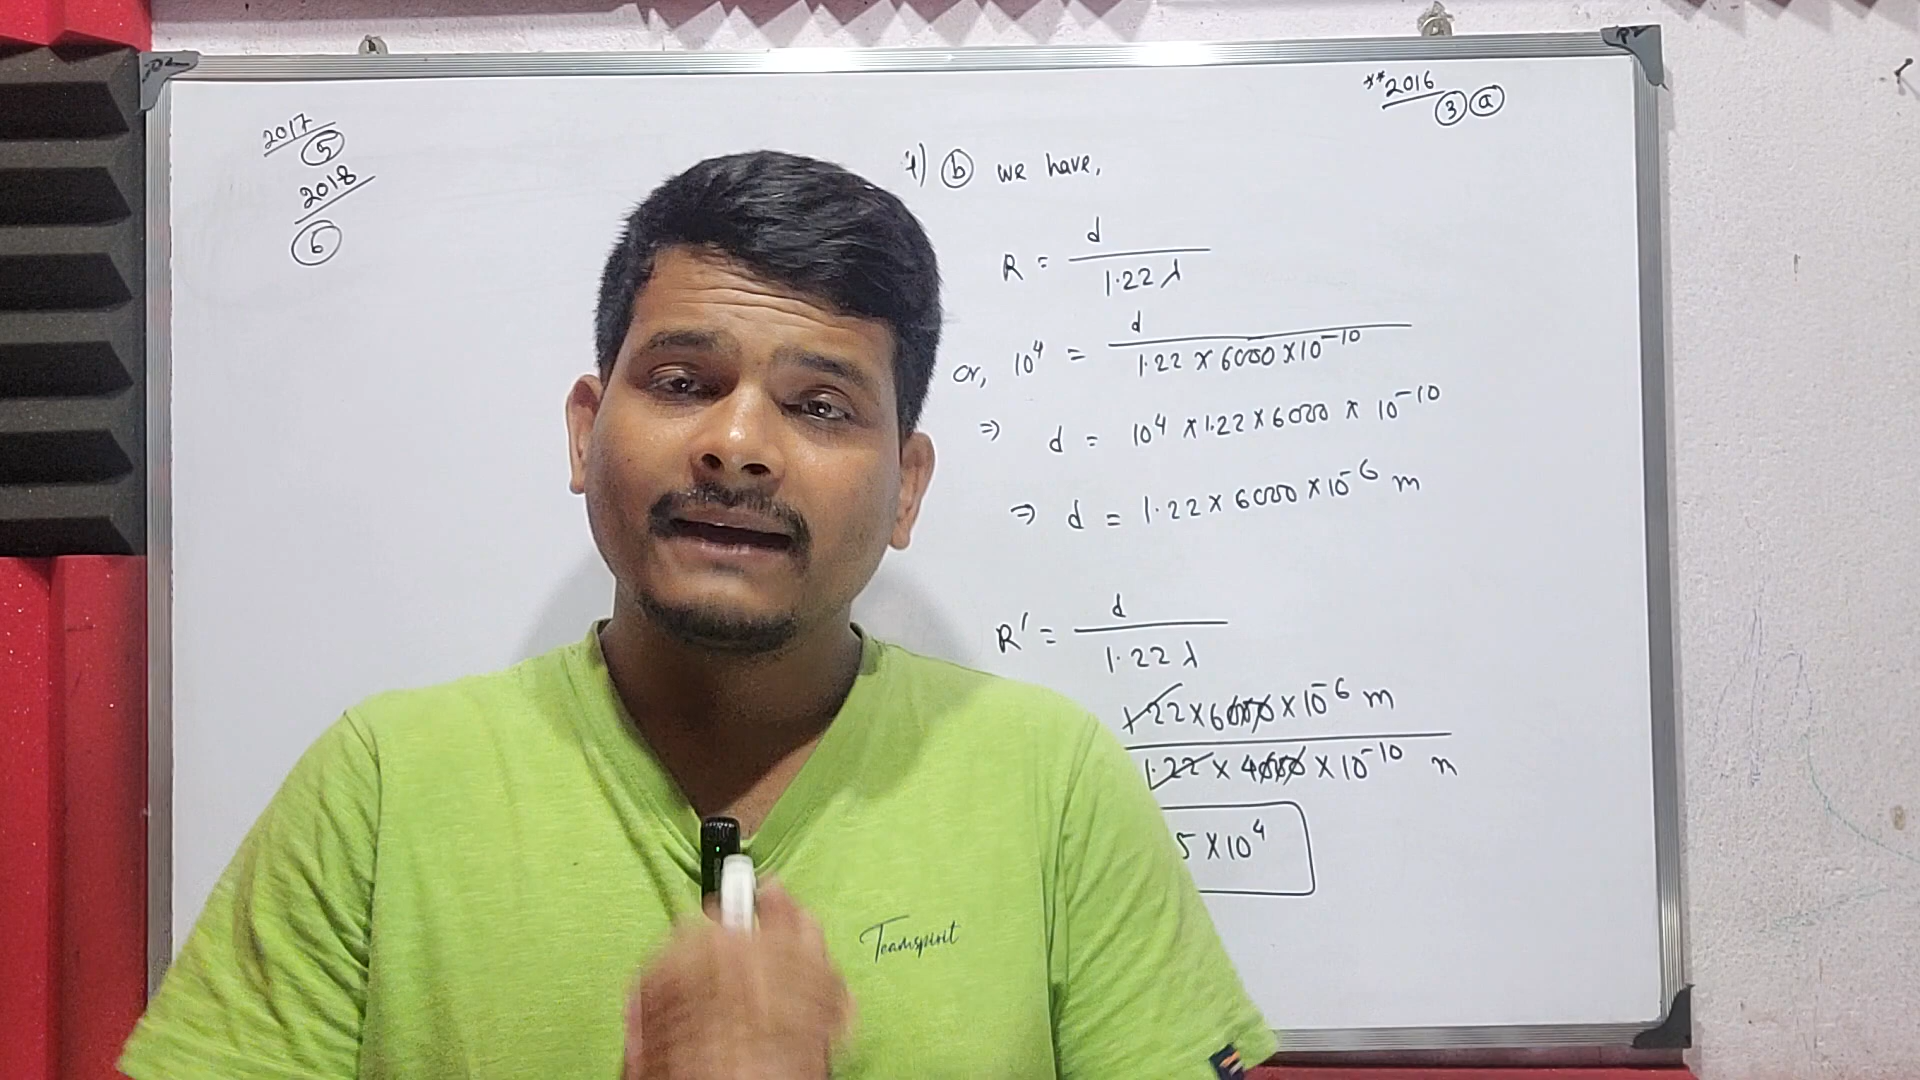 2017
5
2018
6
**2016
3 a
b we have,
R = d / 1.22 λ
or, 10⁴ = d / 1.22 × 6000 × 10⁻¹⁰
⇒ d = 10⁴ × 1.22 × 6000 × 10⁻¹⁰
⇒ d = 1.22 × 6000 × 10⁻⁶ m
R′ = d / 1.22 λ
1.22 × 6000 × 10⁻⁶ m
1.22 × 4000 × 10⁻¹⁰ m
5 × 10⁴
Teamspirit